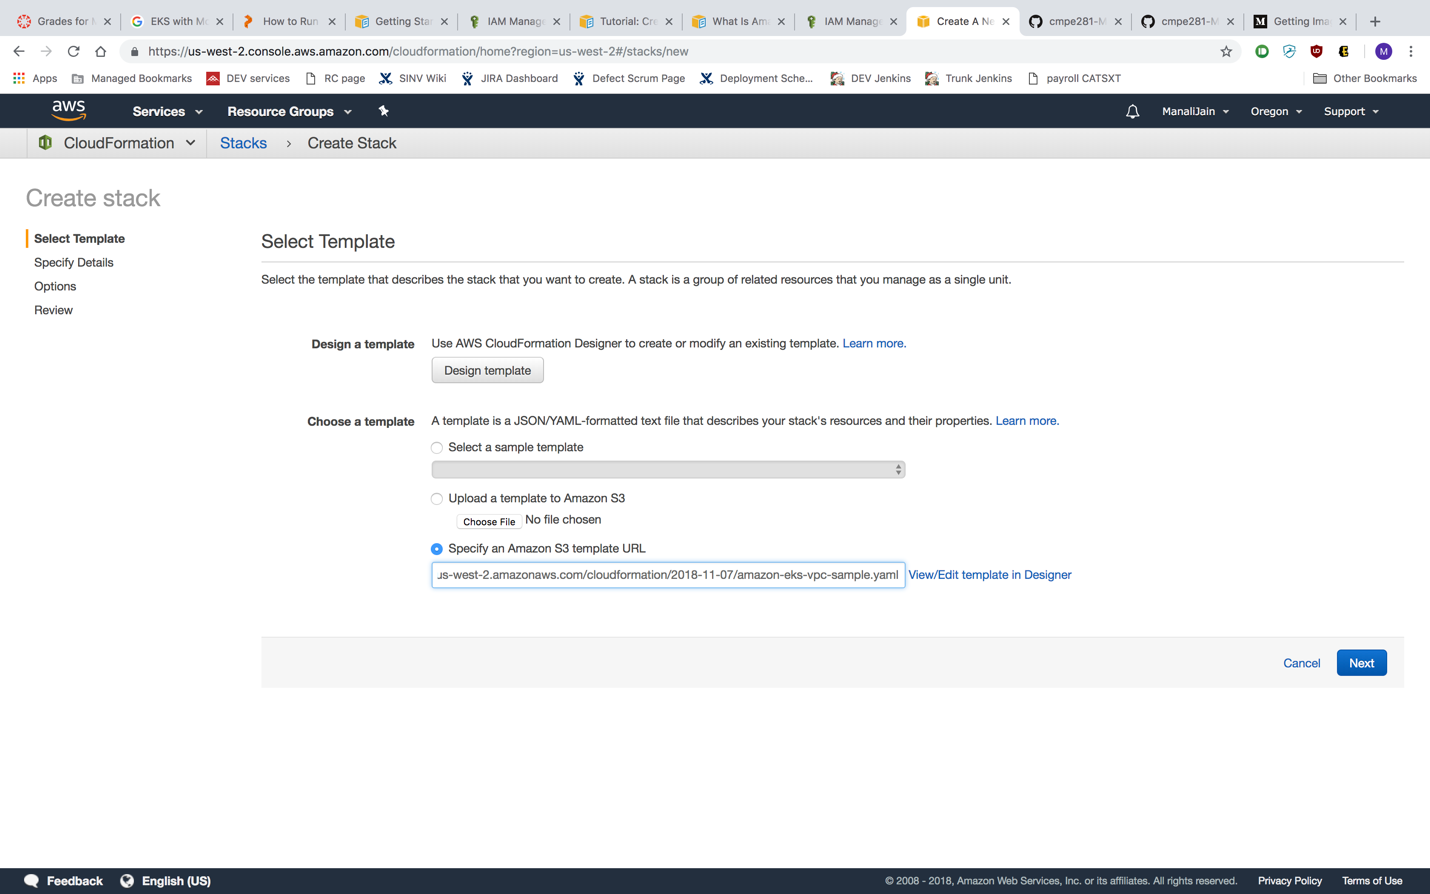 Grades for M
EKS with Mo
How to Run
Getting Star
IAM Manage
Tutorial: Cre
What Is Ama
IAM Manage
Create A Ne
cmpe281-M
cmpe281-M
Getting Ima
https://us-west-2.console.aws.amazon.com/cloudformation/home?region=us-west-2#/stacks/new
M
Apps
Managed Bookmarks
DEV services
RC page
SINV Wiki
JIRA Dashboard
Defect Scrum Page
Deployment Sche...
DEV Jenkins
Trunk Jenkins
payroll CATSXT
Other Bookmarks
aws
Services
Resource Groups
ManaliJain
Oregon
Support
CloudFormation
Stacks
Create Stack
Create stack
Select Template
Specify Details
Options
Review
Select Template
Select the template that describes the stack that you want to create. A stack is a group of related resources that you manage as a single unit.
Design a template
Use AWS CloudFormation Designer to create or modify an existing template. Learn more.
Design template
Choose a template
A template is a JSON/YAML-formatted text file that describes your stack's resources and their properties. Learn more.
Select a sample template
Upload a template to Amazon S3
Choose File No file chosen
Specify an Amazon S3 template URL
us-west-2.amazonaws.com/cloudformation/2018-11-07/amazon-eks-vpc-sample.yaml
View/Edit template in Designer
Cancel
Next
Feedback
English (US)
© 2008 - 2018, Amazon Web Services, Inc. or its affiliates. All rights reserved.
Privacy Policy
Terms of Use